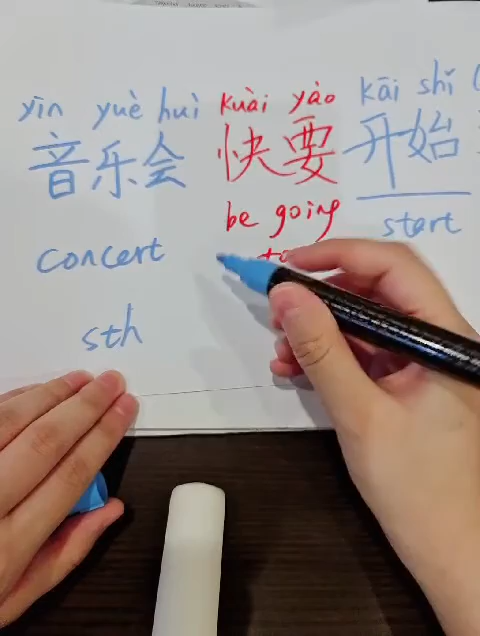 yīn yuè huì kuài yào kāi shǐ
音乐会快要开始
be going start
concert to
sth